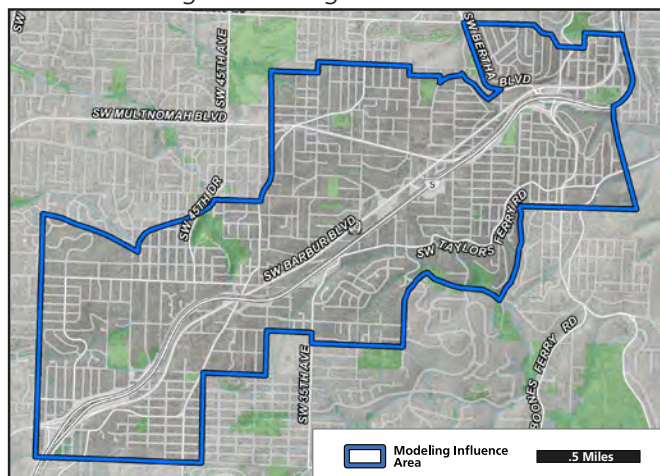 SW
SW 45TH AVE
SW BERTHA
BLVD
SW MULTNOMAH BLVD
5
SW 45TH DR
SW BARBUR BLVD
SW TAYLORS FERRY RD
SW 35TH AVE
BOONES FERRY RD
Modeling Influence
Area
.5 Miles